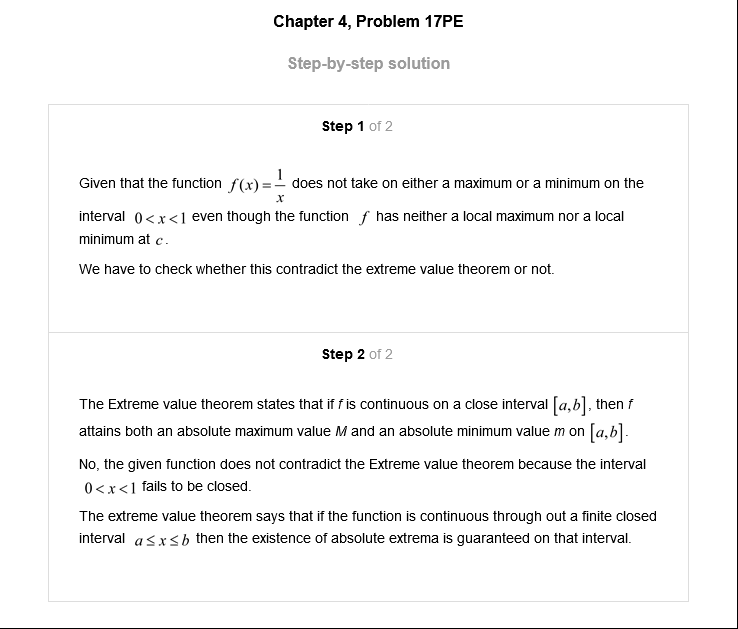 Chapter 4, Problem 17PE
Step-by-step solution
Step 1 of 2
Given that the function f(x) = 1/x does not take on either a maximum or a minimum on the
interval 0 < x < 1 even though the function f has neither a local maximum nor a local
minimum at c.
We have to check whether this contradict the extreme value theorem or not.
Step 2 of 2
The Extreme value theorem states that if f is continuous on a close interval [a,b], then f
attains both an absolute maximum value M and an absolute minimum value m on [a,b].
No, the given function does not contradict the Extreme value theorem because the interval
0 < x < 1 fails to be closed.
The extreme value theorem says that if the function is continuous through out a finite closed
interval a ≤ x ≤ b then the existence of absolute extrema is guaranteed on that interval.